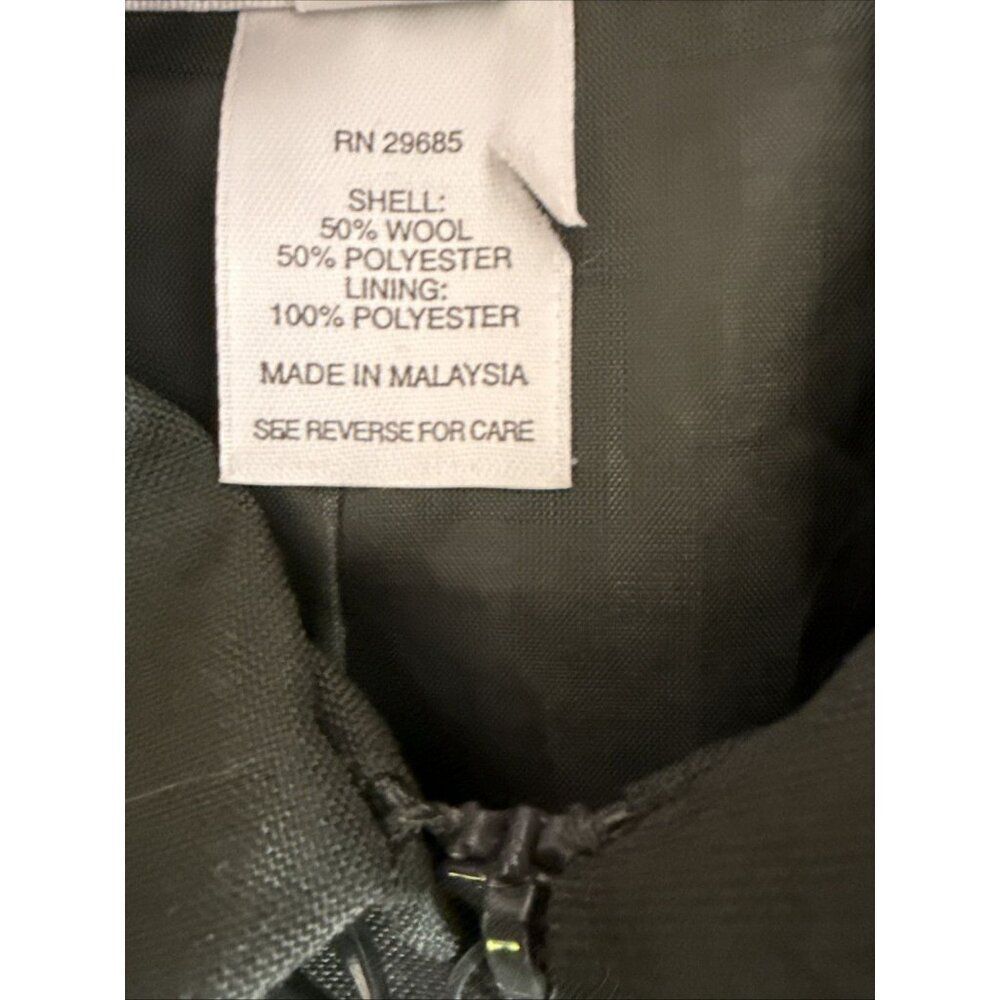 RN 29685
SHELL:
50% WOOL
50% POLYESTER
LINING:
100% POLYESTER
MADE IN MALAYSIA
SEE REVERSE FOR CARE